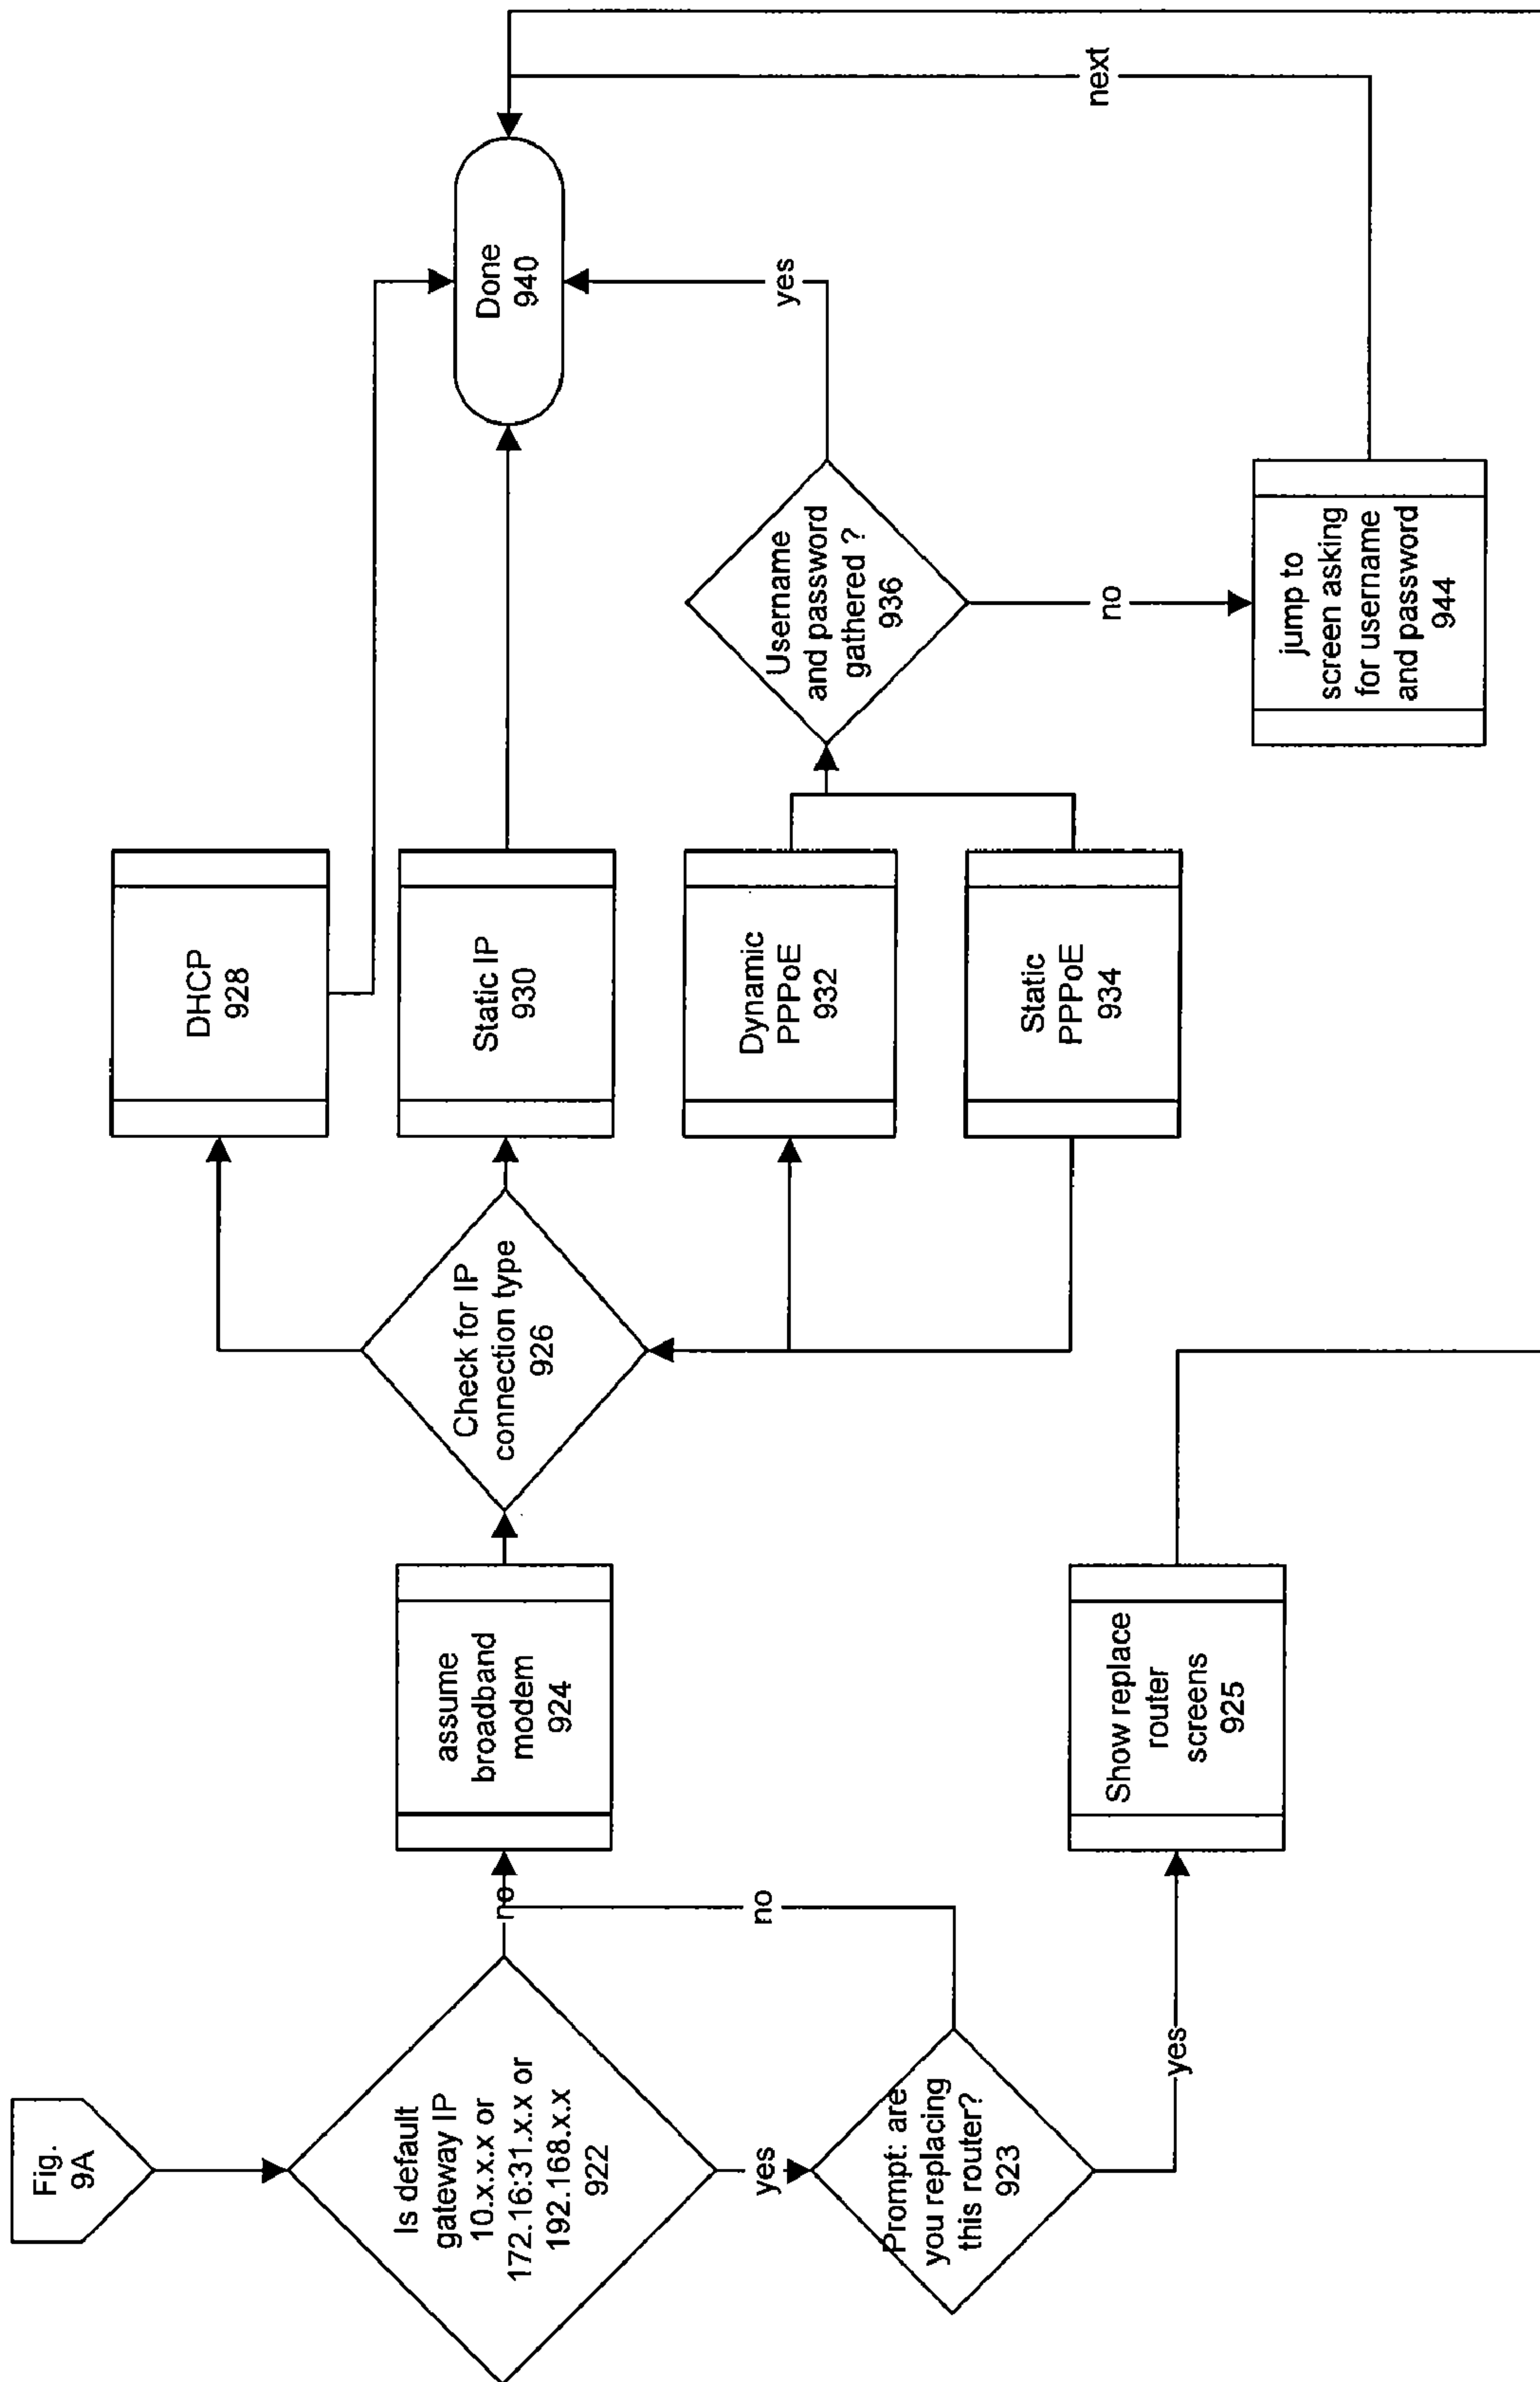 Fig.
9A
Is default
gateway IP
10.x.x.x or
172.16:31.x.x or
192.168.x.x
922
no
yes
Prompt: are
you replacing
this router?
923
no
yes
assume
broadband
modem
924
Show replace
router
screens
925
Check for IP
connection type
926
DHCP
928
Static IP
930
Dynamic
PPPoE
932
Static
PPPoE
934
Username
and password
gathered ?
936
yes
no
jump to
screen asking
for username
and password
944
next
Done
940